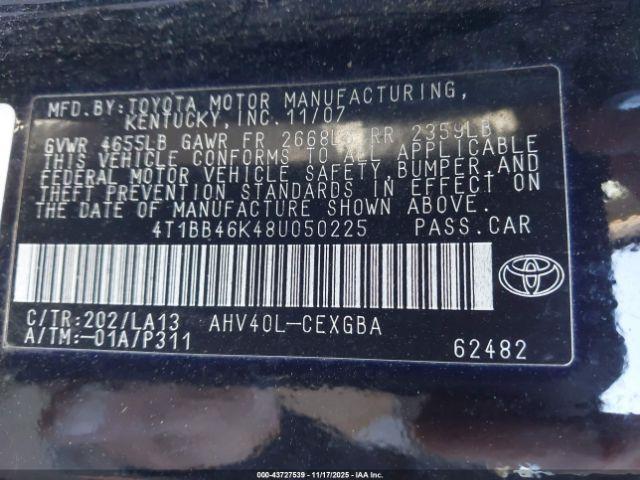 MFD.BY:TOYOTA MOTOR MANUFACTURING,
KENTUCKY, INC. 11/07
GVWR 4655LB GAWR FR 2668LB RR 2359LB
THIS VEHICLE CONFORMS TO ALL APPLICABLE
FEDERAL MOTOR VEHICLE SAFETY,BUMPER,AND
THEFT PREVENTION STANDARDS IN EFFECT ON
THE DATE OF MANUFACTURE SHOWN ABOVE.
4T1BB46K48U050225 PASS.CAR
C/TR:202/LA13 AHV40L-CEXGBA
A/TM:-01A/P311 62482
000-43727539 - 11/17/2025 - IAAI.CA